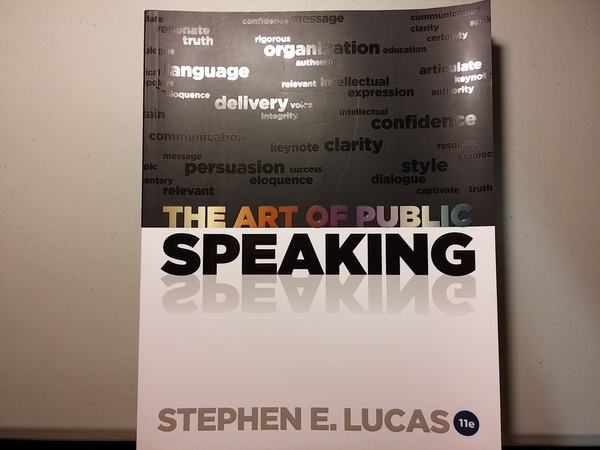 confidence message communication
resonate clarity
truth rigorous certainty
organization education
authentic
language articulate
relevant intellectual keynote
eloquence expression authority
delivery voice
integrity intellectual
confidence
communication
keynote clarity resonate
message connect
persuasion success style
eloquence dialogue
relevant captivate truth
THE ART OF PUBLIC
SPEAKING
STEPHEN E. LUCAS 11e